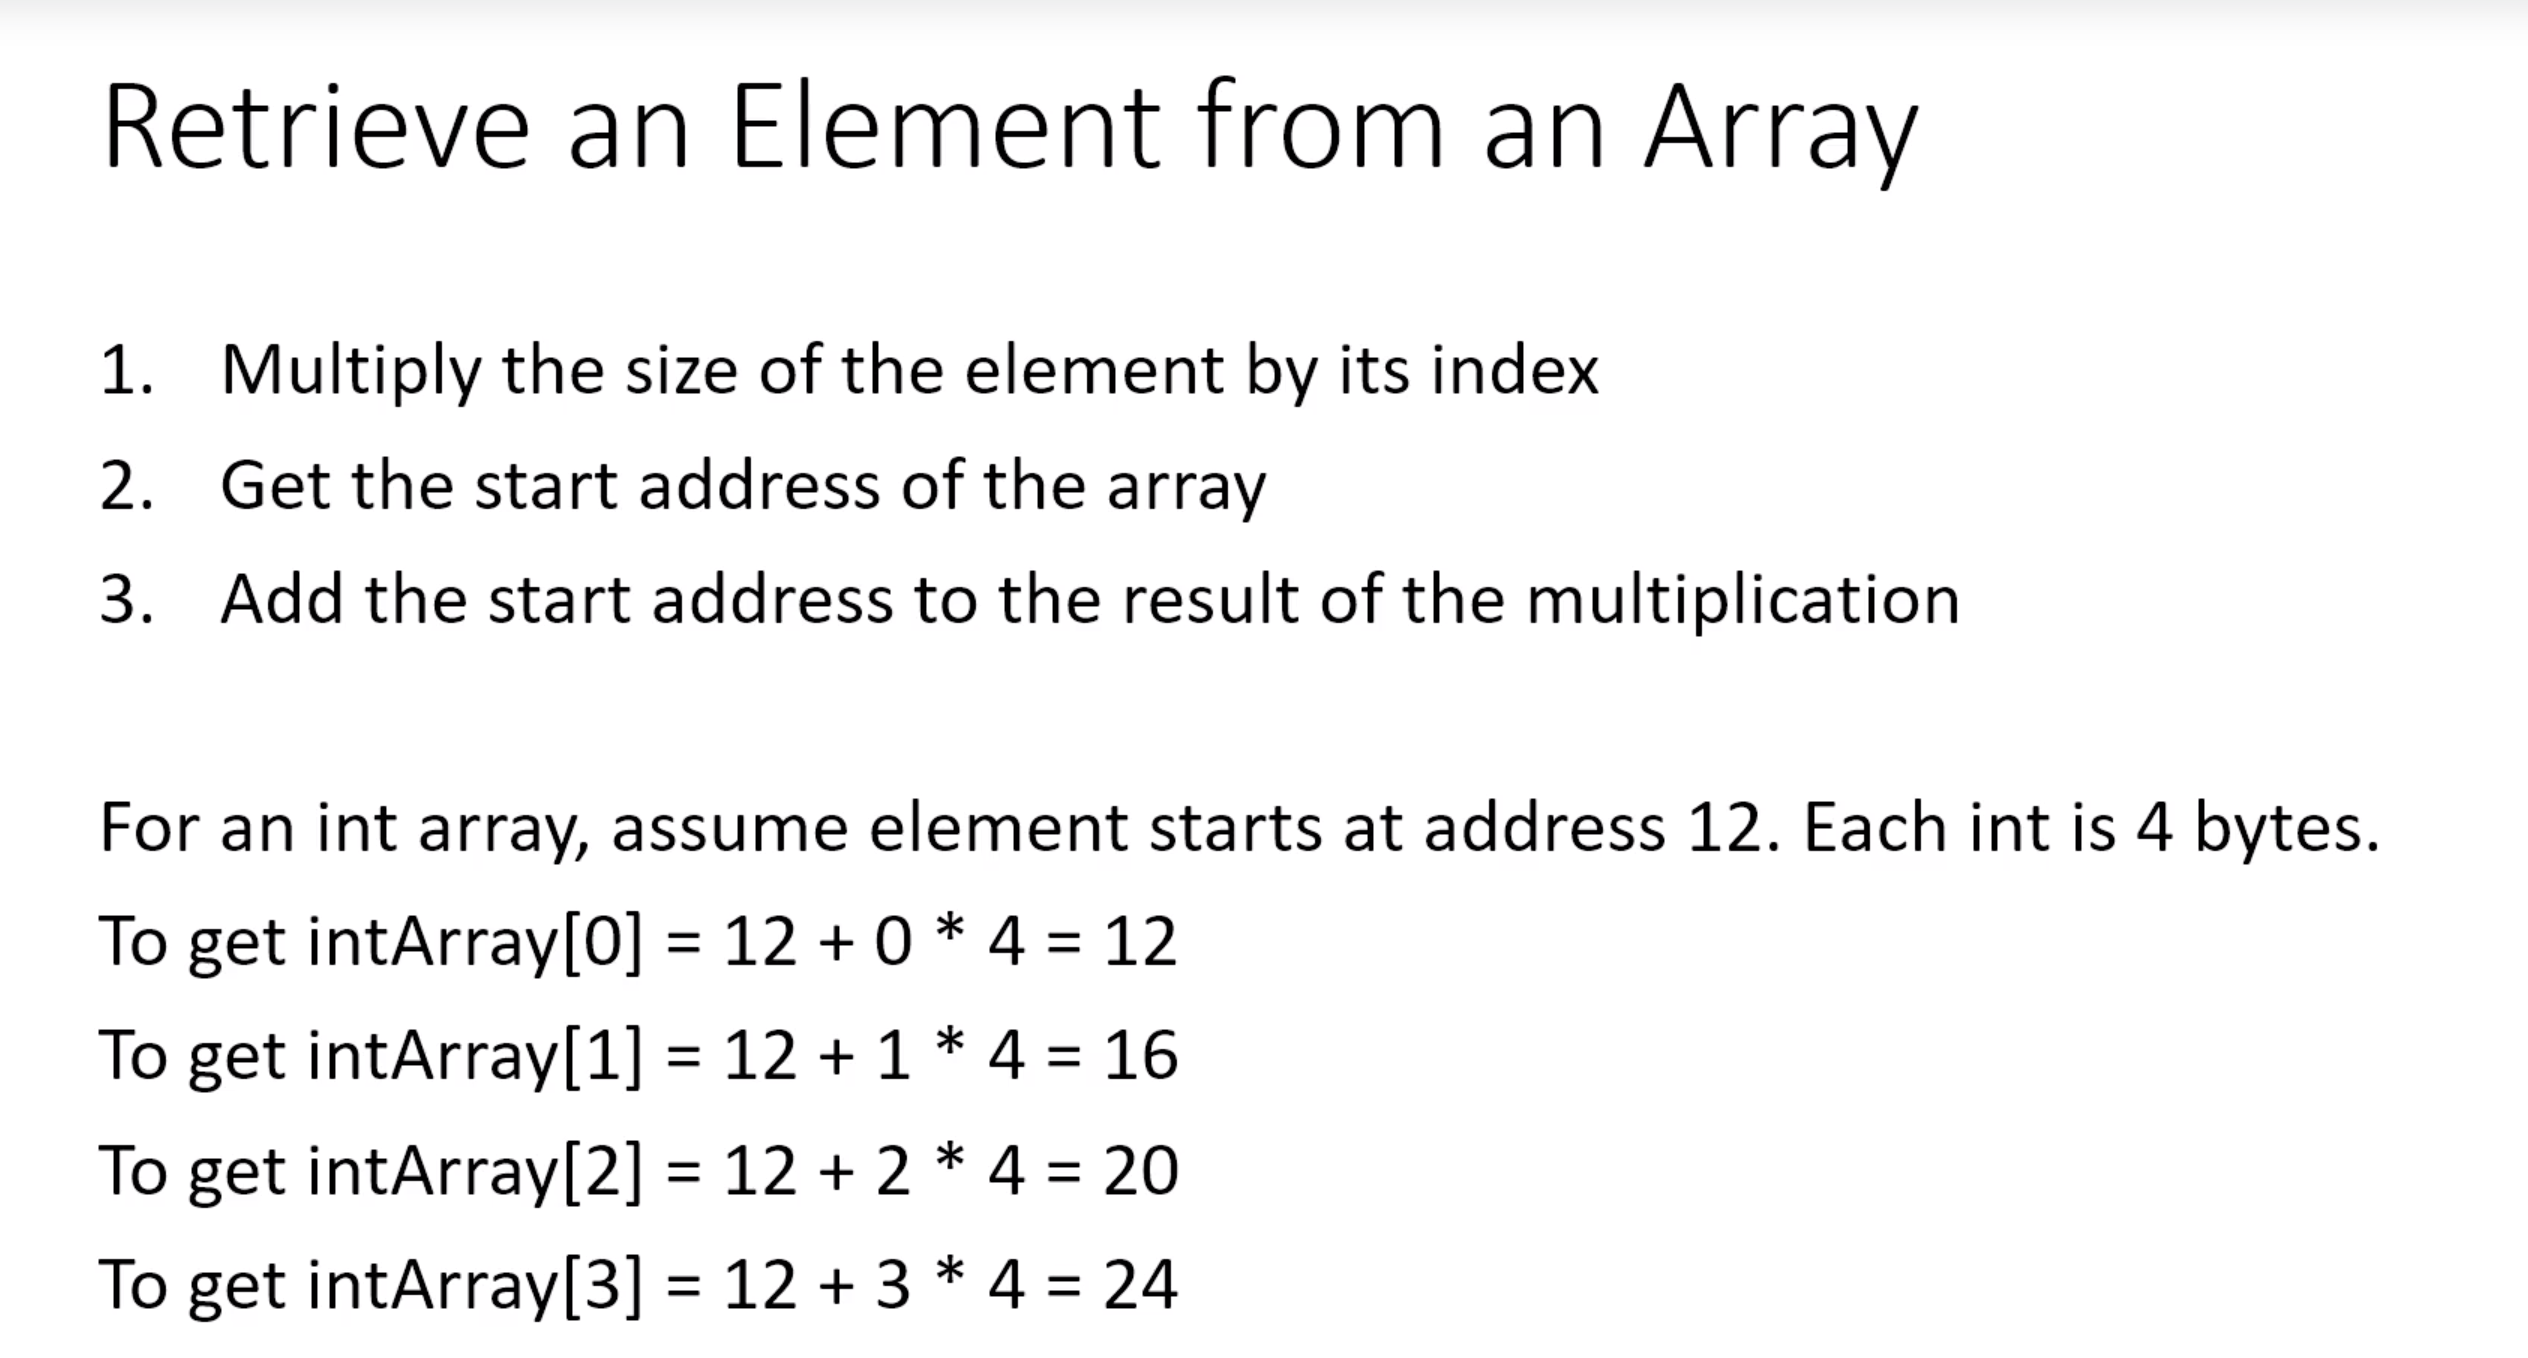 Retrieve an Element from an Array
1. Multiply the size of the element by its index
2. Get the start address of the array
3. Add the start address to the result of the multiplication
For an int array, assume element starts at address 12. Each int is 4 bytes.
To get intArray[0] = 12 + 0 * 4 = 12
To get intArray[1] = 12 + 1 * 4 = 16
To get intArray[2] = 12 + 2 * 4 = 20
To get intArray[3] = 12 + 3 * 4 = 24